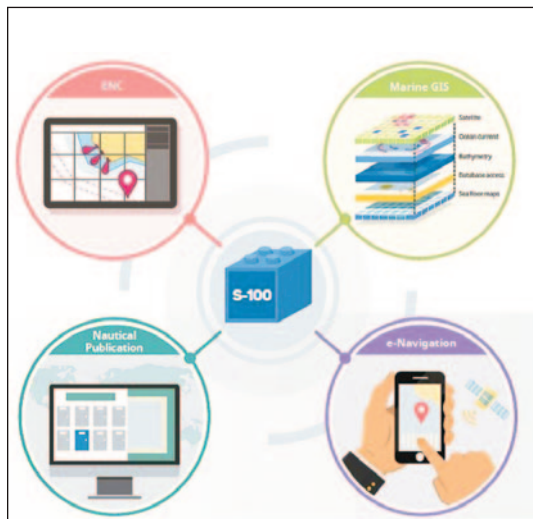 ENC
Marine GIS
Satellite
Ocean current
Bathymetry
Database access
Seafloor maps
S-100
Nautical
Publication
e-Navigation